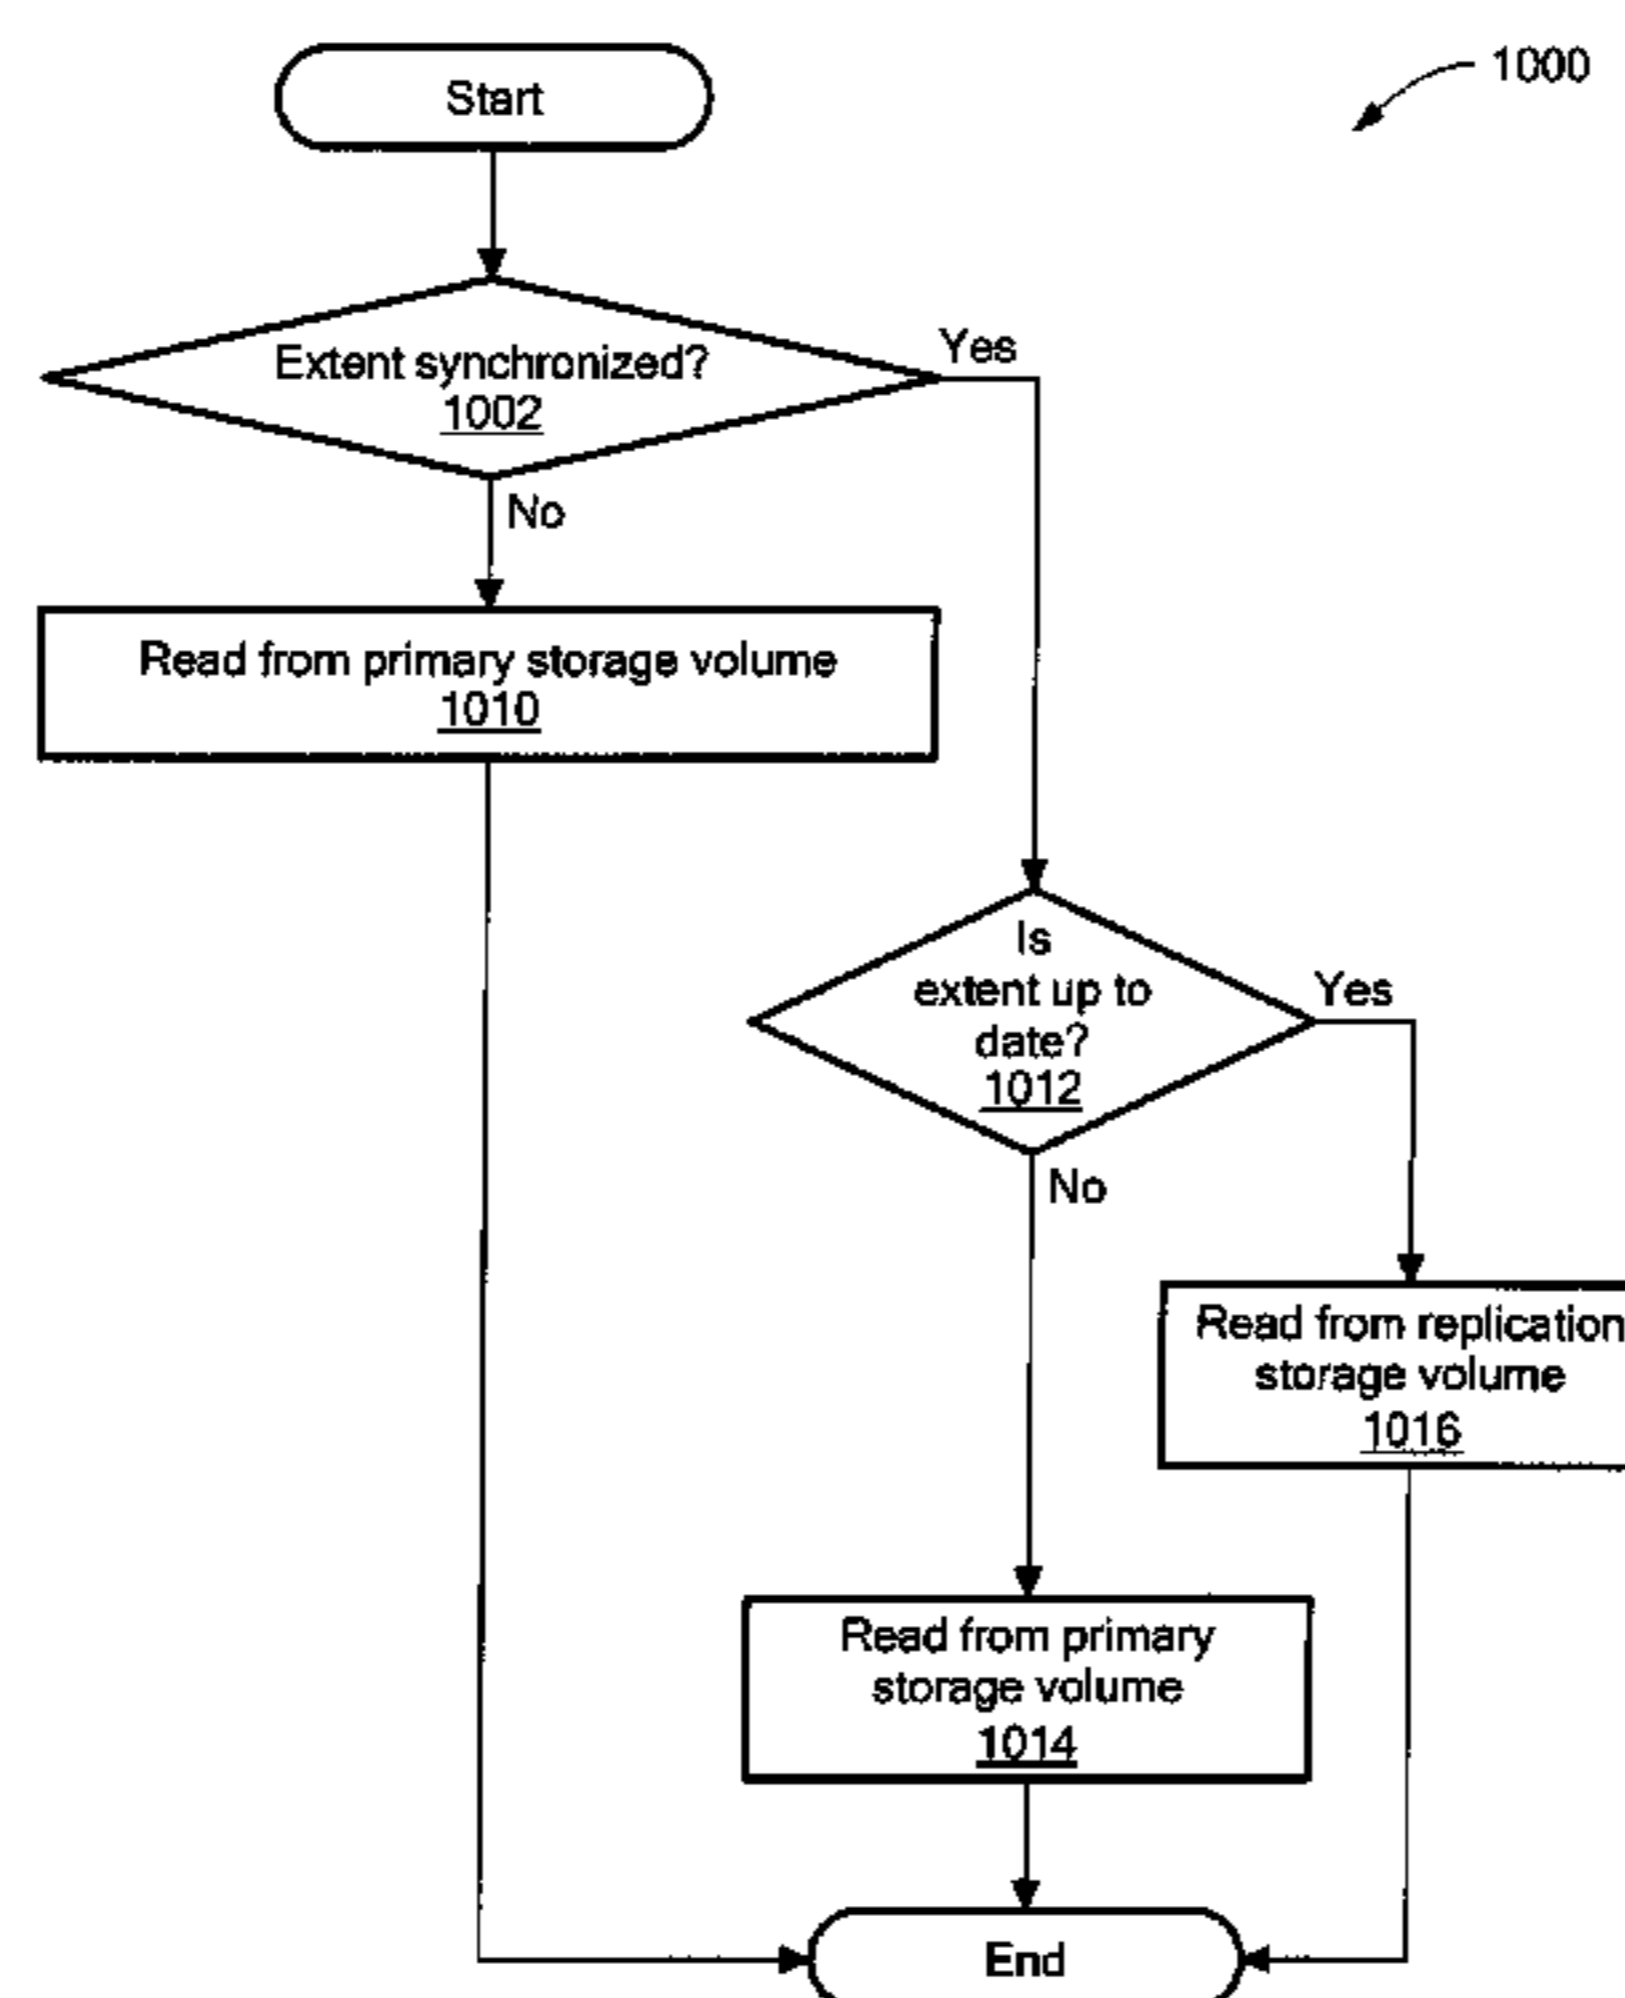 Start
1000
Extent synchronized?
1002
Yes
No
Read from primary storage volume
1010
Is
extent up to
date?
1012
Yes
No
Read from replication
storage volume
1016
Read from primary
storage volume
1014
End